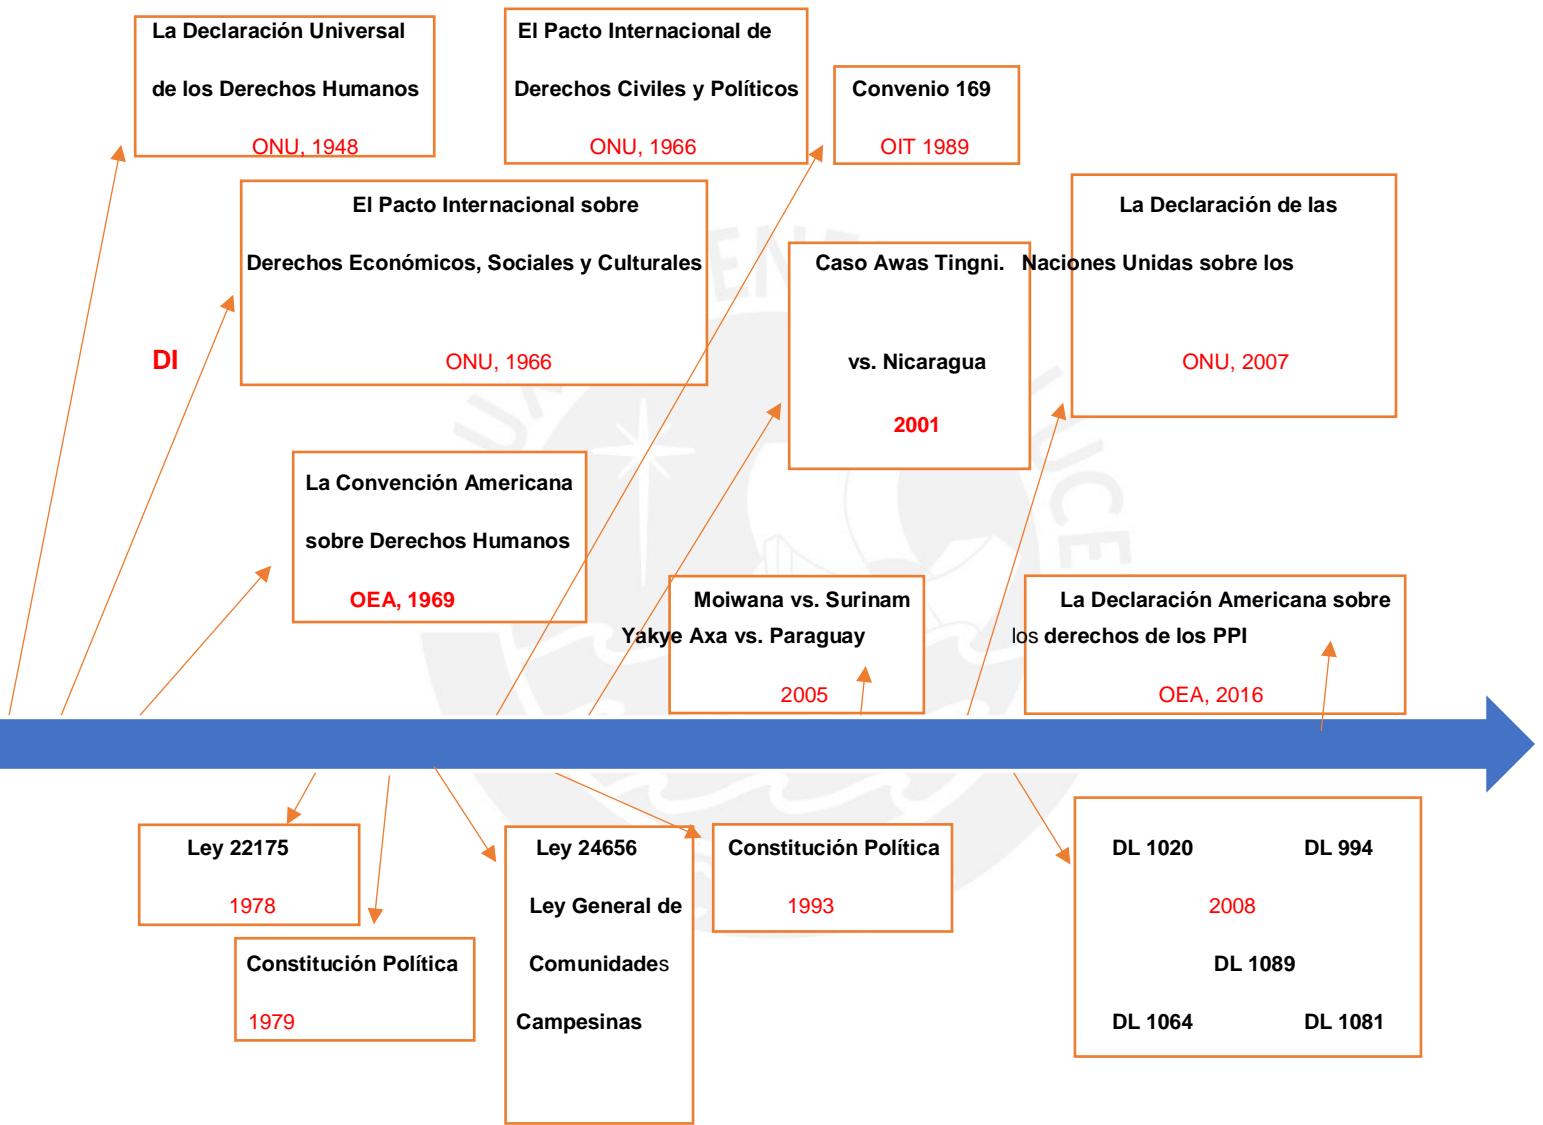 La Declaración Universal
de los Derechos Humanos
ONU, 1948
El Pacto Internacional de
Derechos Civiles y Políticos
ONU, 1966
Convenio 169
OIT 1989
El Pacto Internacional sobre
Derechos Económicos, Sociales y Culturales
ONU, 1966
DI
Caso Awas Tingni.
vs. Nicaragua
2001
La Declaración de las
Naciones Unidas sobre los
ONU, 2007
La Convención Americana
sobre Derechos Humanos
OEA, 1969
Moiwana vs. Surinam
Yakye Axa vs. Paraguay
2005
La Declaración Americana sobre
los derechos de los PPI
OEA, 2016
Ley 22175
1978
Constitución Política
1979
Ley 24656
Ley General de
Comunidades
Campesinas
Constitución Política
1993
DL 1020 DL 994
2008
DL 1089
DL 1064 DL 1081